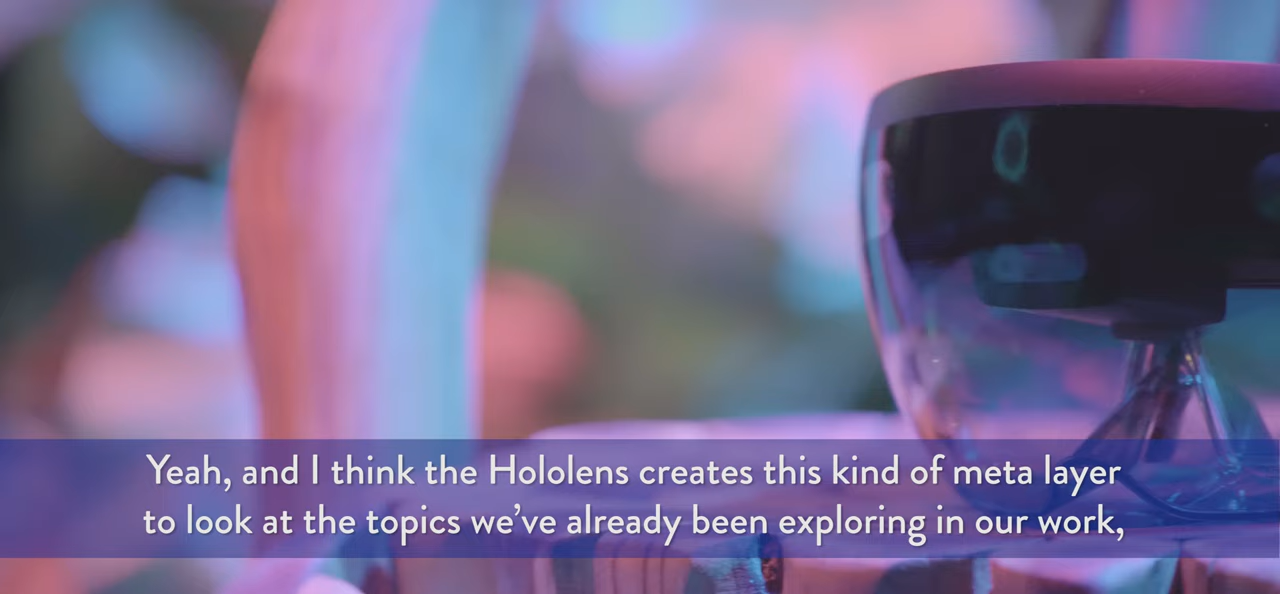 Yeah, and I think the Hololens creates this kind of meta layer
to look at the topics we’ve already been exploring in our work,